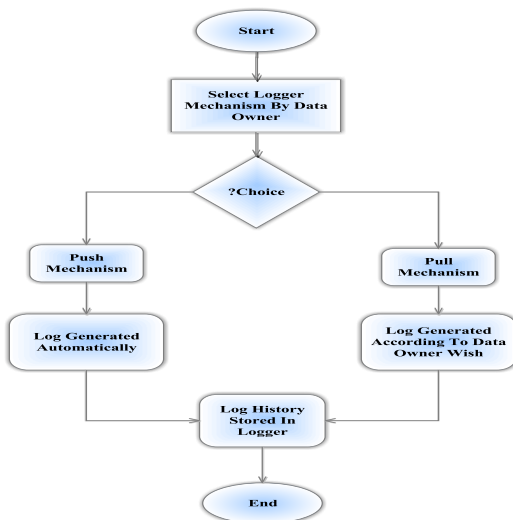 Start
Select Logger
Mechanism By Data
Owner
?Choice
Push
Mechanism
Pull
Mechanism
Log Generated
Automatically
Log Generated
According To Data
Owner Wish
Log History
Stored In
Logger
End